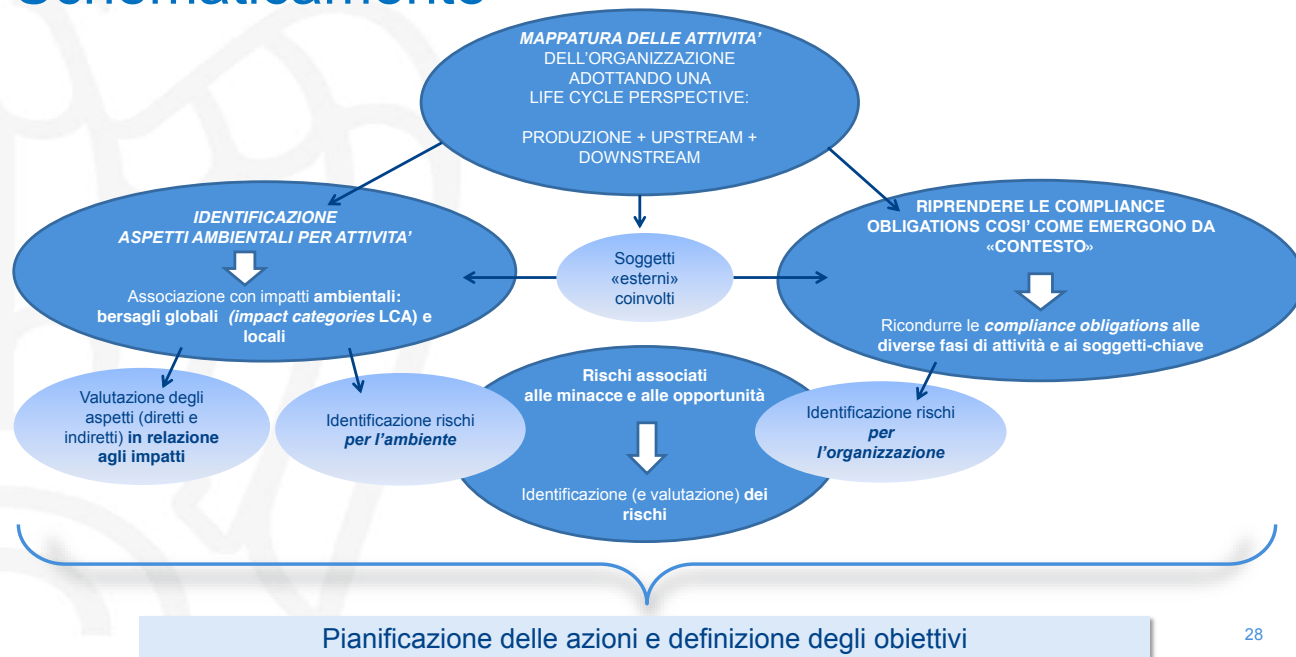 Schematicamente
MAPPATURA DELLE ATTIVITA'
DELL'ORGANIZZAZIONE
ADOTTANDO UNA
LIFE CYCLE PERSPECTIVE:
PRODUZIONE + UPSTREAM +
DOWNSTREAM
IDENTIFICAZIONE
ASPETTI AMBIENTALI PER ATTIVITA'
Associazione con impatti ambientali:
bersagli globali (impact categories LCA) e
locali
Soggetti
«esterni»
coinvolti
RIPRENDERE LE COMPLIANCE
OBLIGATIONS COSI' COME EMERGONO DA
«CONTESTO»
Ricondurre le compliance obligations alle
diverse fasi di attività e ai soggetti-chiave
Valutazione degli
aspetti (diretti e
indiretti) in relazione
agli impatti
Identificazione rischi
per l'ambiente
Rischi associati
alle minacce e alle opportunità
Identificazione (e valutazione) dei
rischi
Identificazione rischi
per
l'organizzazione
Pianificazione delle azioni e definizione degli obiettivi
28